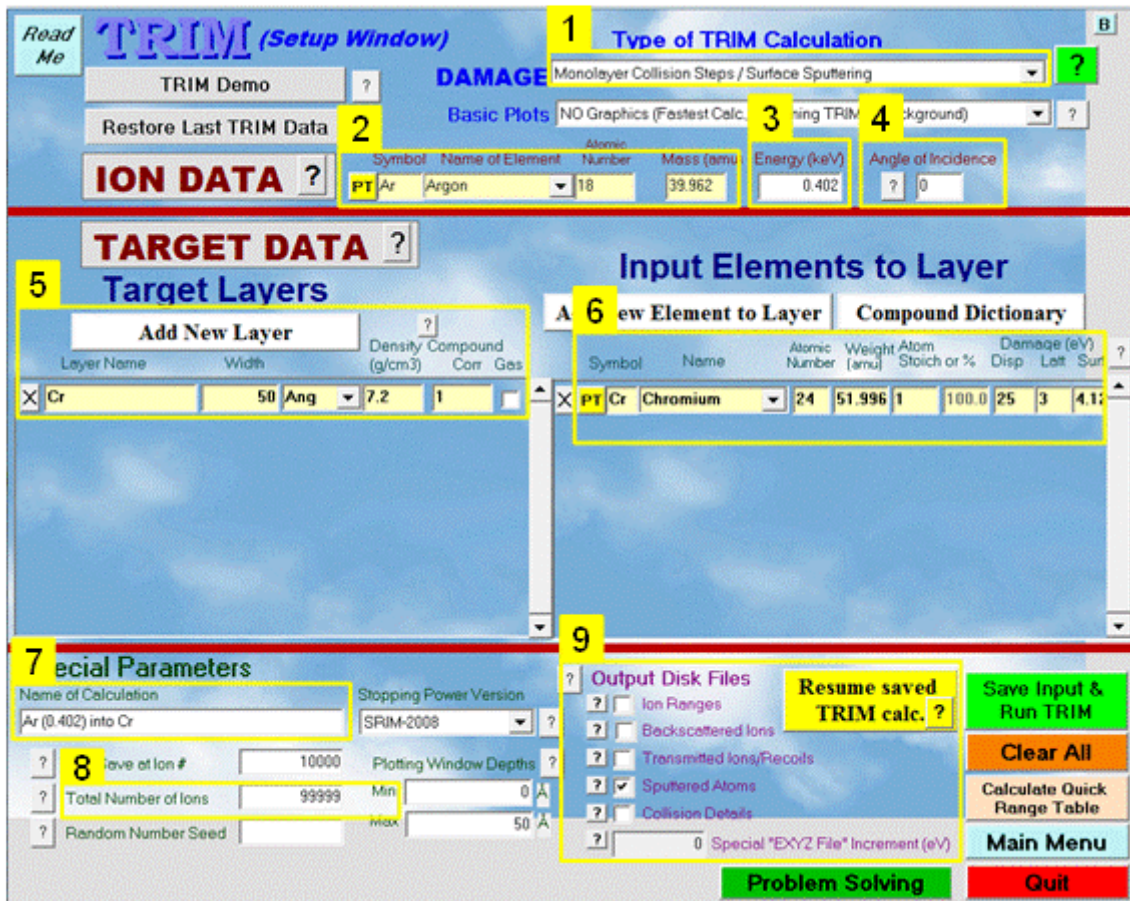 Read Me
TRIM (Setup Window)
B
1
Type of TRIM Calculation
TRIM Demo ?
DAMAGE Monolayer Collision Steps / Surface Sputtering ?
Restore Last TRIM Data
2
Basic Plots NO Graphics (Fastest Calc., ning TRIM ckground) ?
3
4
ION DATA ?
Symbol Name of Element Atomic Number Mass (amu)
Energy (keV)
Angle of Incidence
PT Ar Argon 18 39.962
0.402
? 0
TARGET DATA ?
5
Target Layers
Input Elements to Layer
Add New Layer ?
6
ew Element to Layer
Compound Dictionary
Layer Name Width Density (g/cm3) Compound Corr Gas
Symbol Name Atomic Number Weight (amu) Atom Stoich or % Damage (eV) Disp Latt Surf ?
X Cr 50 Ang 7.2 1
X PT Cr Chromium 24 51.996 1 100.0 25 3 4.12
7
ecial Parameters
Name of Calculation
Stopping Power Version
Ar (0.402) into Cr
SRIM-2008 ?
8
? ave at Ion # 10000
Plotting Window Depths ?
? Total Number of Ions 99999
Min 0 Å
? Random Number Seed
Max 50 Å
9
? Output Disk Files
Resume saved TRIM calc. ?
? Ion Ranges
? Backscattered Ions
? Transmitted Ions/Recoils
? Sputtered Atoms
? Collision Details
? 0 Special "EXYZ File" Increment (eV)
Save Input & Run TRIM
Clear All
Calculate Quick Range Table
Main Menu
Problem Solving
Quit